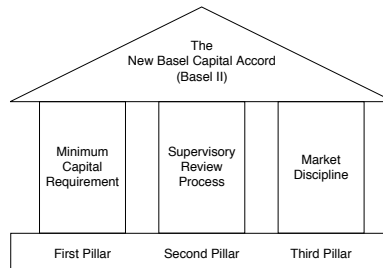 The
New Basel Capital Accord
(Basel II)
Minimum
Capital
Requirement
Supervisory
Review
Process
Market
Discipline
First Pillar
Second Pillar
Third Pillar